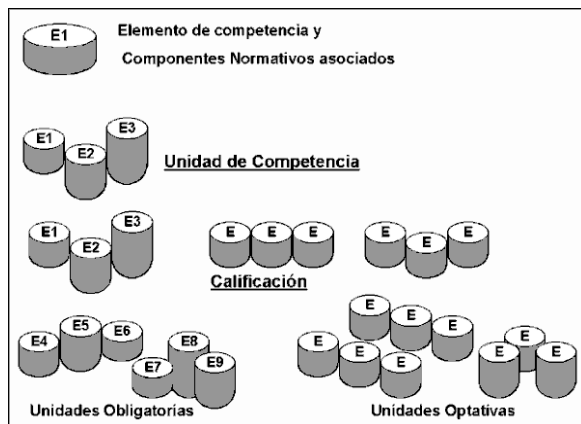 E1
Elemento de competencia y
Componentes Normativos asociados
E1 E2 E3
Unidad de Competencia
E1 E2 E3 E E E E E E
Calificación
E4 E5 E6 E7 E8 E9 E E E E E E E E E
Unidades Obligatorías Unidades Optativas